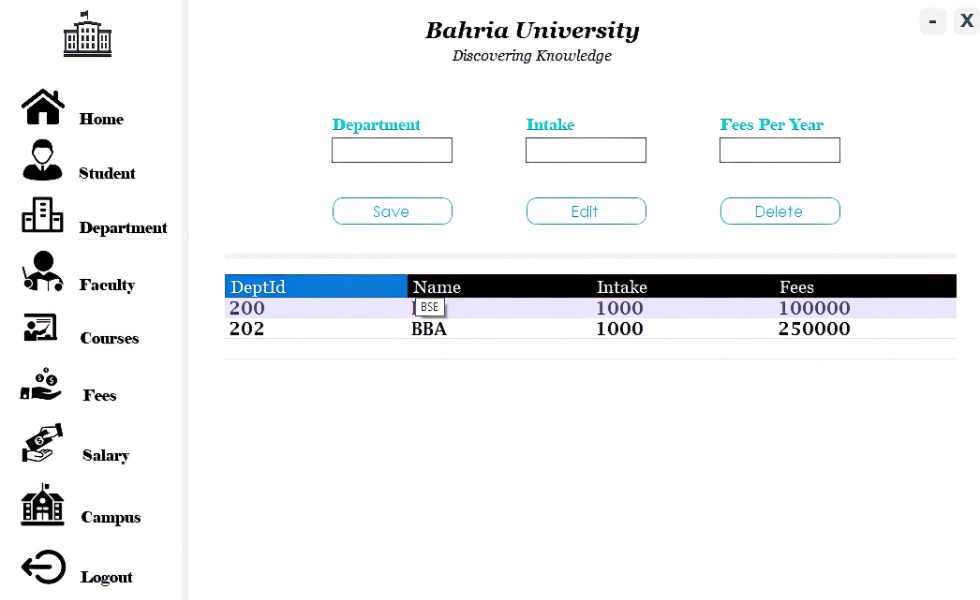 - X
Bahria University
Discovering Knowledge
Home
Student
Department
Faculty
Courses
Fees
Salary
Campus
Logout
Department Intake Fees Per Year
Save Edit Delete
DeptId Name Intake Fees
200 BSE 1000 100000
202 BBA 1000 250000